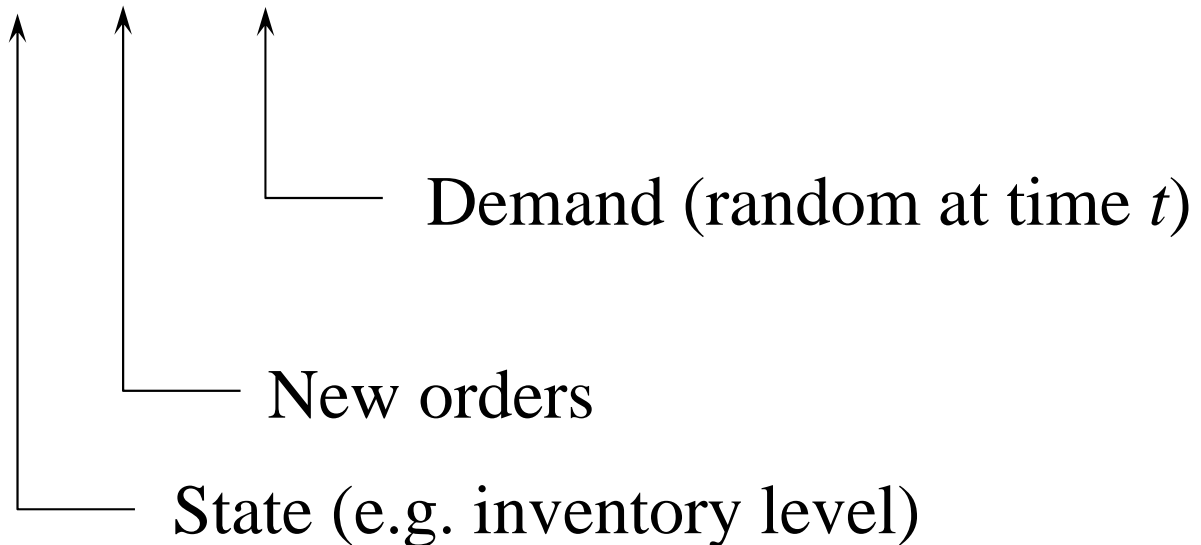 Demand (random at time t)
New orders
State (e.g. inventory level)